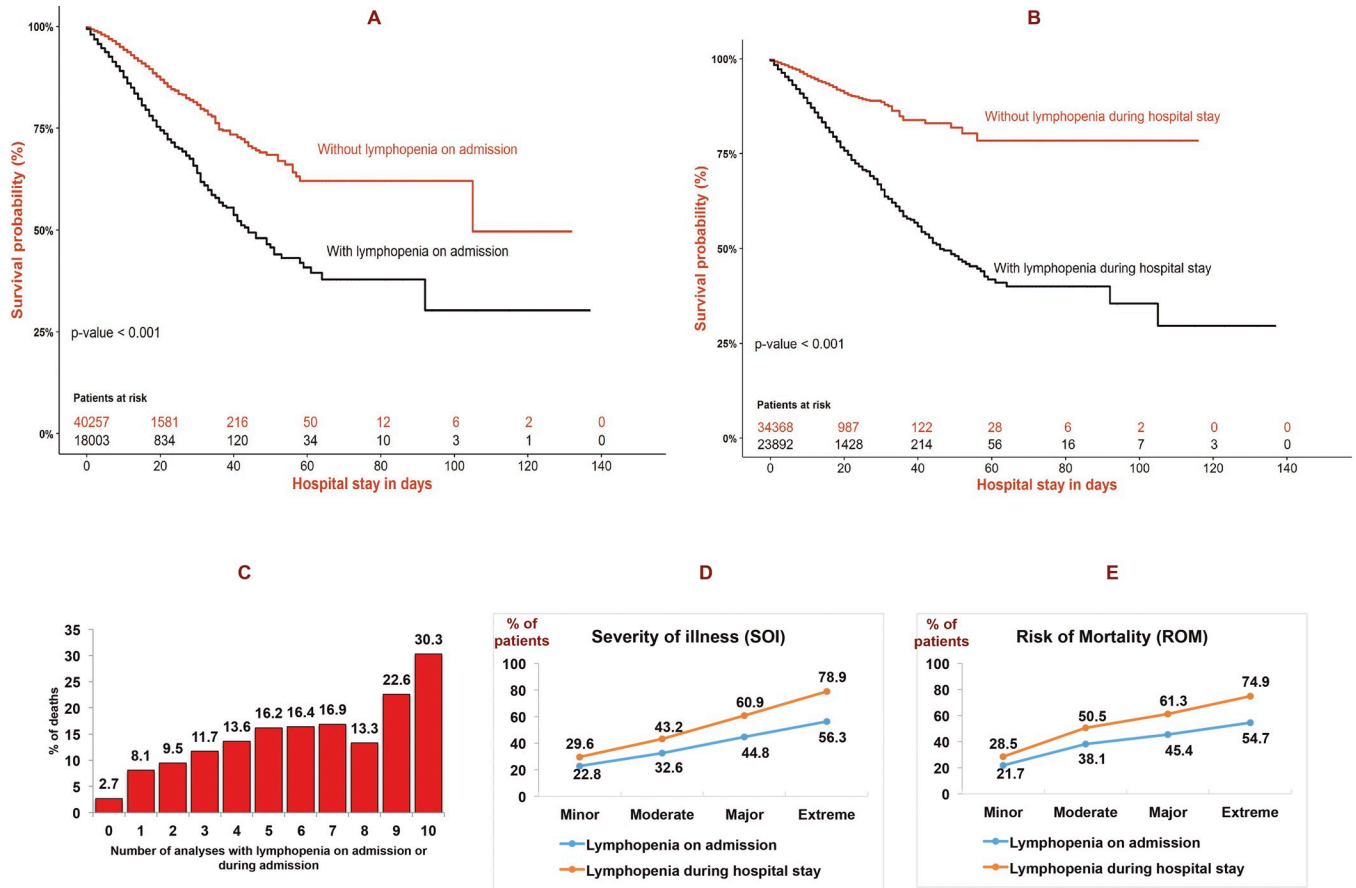 A
100%
75%
50%
25%
0%
Survival probability (%)
Without lymphopenia on admission
With lymphopenia on admission
p-value < 0.001
Patients at risk
40257 1581 216 50 12 6 2 0
18003 834 120 34 10 3 1 0
0 20 40 60 80 100 120 140
Hospital stay in days
B
100%
75%
50%
25%
0%
Survival probability (%)
Without lymphopenia during hospital stay
With lymphopenia during hospital stay
p-value < 0.001
Patients at risk
34368 987 122 28 6 2 0 0
23892 1428 214 56 16 7 3 0
0 20 40 60 80 100 120 140
Hospital stay in days
C
% of deaths
35
30
25
20
15
10
5
0
2.7 8.1 9.5 11.7 13.6 16.2 16.4 16.9 13.3 22.6 30.3
0 1 2 3 4 5 6 7 8 9 10
Number of analyses with lymphopenia on admission or
during admission
D
% of
patients
Severity of illness (SOI)
100
80
60
40
20
0
29.6 43.2 60.9 78.9
22.8 32.6 44.8 56.3
Minor Moderate Major Extreme
Lymphopenia on admission
Lymphopenia during hospital stay
E
% of
patients
Risk of Mortality (ROM)
100
80
60
40
20
0
28.5 50.5 61.3 74.9
21.7 38.1 45.4 54.7
Minor Moderate Major Extreme
Lymphopenia on admission
Lymphopenia during hospital stay